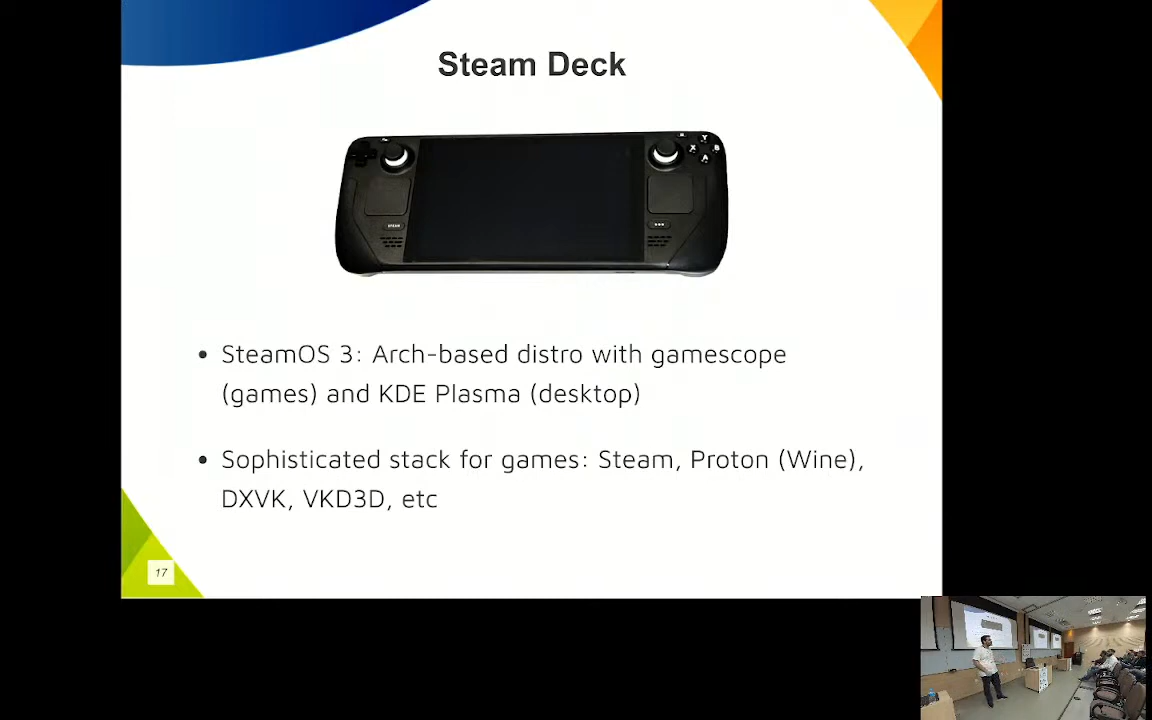 Steam Deck
Y
X
B
A
STEAM
• SteamOS 3: Arch-based distro with gamescope
(games) and KDE Plasma (desktop)
• Sophisticated stack for games: Steam, Proton (Wine),
DXVK, VKD3D, etc
17